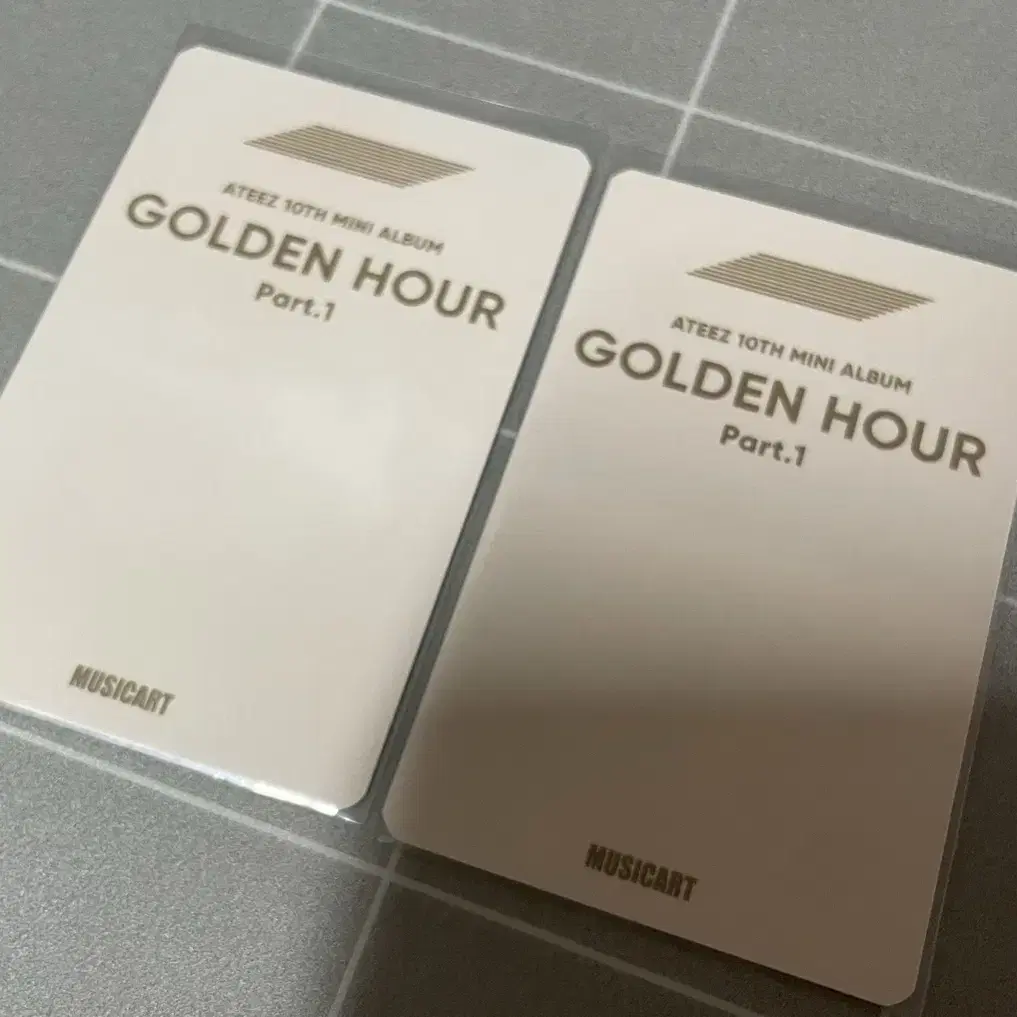 ATEEZ 10TH MINI ALBUM
GOLDEN HOUR
Part.1
MUSICART
ATEEZ 10TH MINI ALBUM
GOLDEN HOUR
Part.1
MUSICART